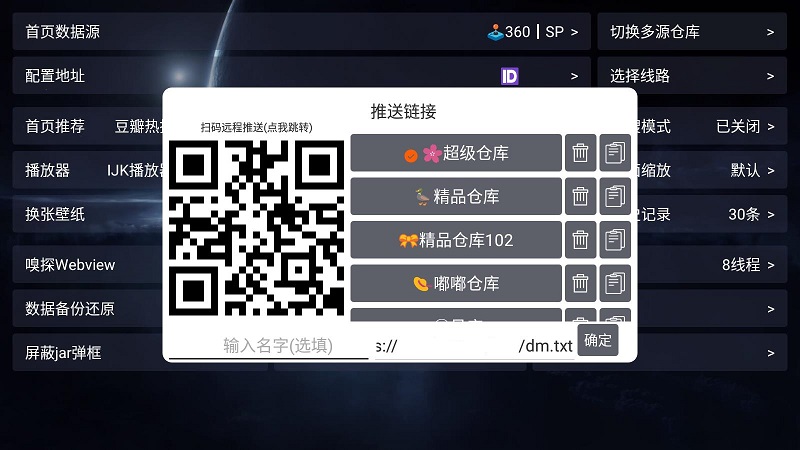 首页数据源
360 | SP >
切换多源仓库 >
配置地址
ID >
选择线路 >
推送链接
扫码远程推送(点我跳转)
首页推荐
豆瓣热
模式
已关闭 >
超级仓库
播放器
IJK播放器
缩放
默认 >
精品仓库
换张壁纸
记录
30条 >
精品仓库102
嗅探Webview
8线程 >
嘟嘟仓库
数据备份还原
>
屏蔽jar弹框
>
输入名字(选填)
s://
/dm.txt
确定